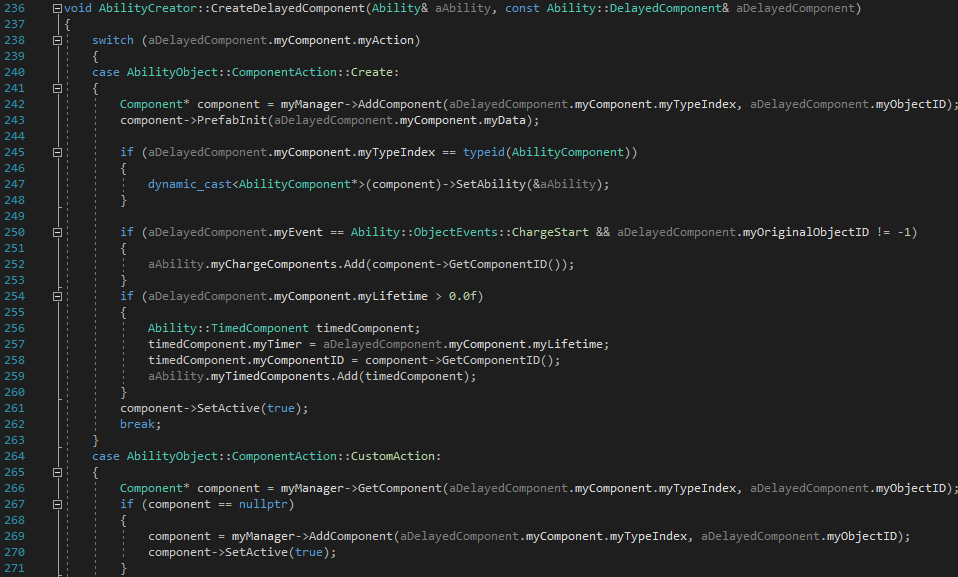 236 void AbilityCreator::CreateDelayedComponent(Ability& aAbility, const Ability::DelayedComponent& aDelayedComponent)
237 {
238     switch (aDelayedComponent.myComponent.myAction)
239     {
240     case AbilityObject::ComponentAction::Create:
241     {
242         Component* component = myManager->AddComponent(aDelayedComponent.myComponent.myTypeIndex, aDelayedComponent.myObjectID);
243         component->PrefabInit(aDelayedComponent.myComponent.myData);
244
245         if (aDelayedComponent.myComponent.myTypeIndex == typeid(AbilityComponent))
246         {
247             dynamic_cast<AbilityComponent*>(component)->SetAbility(&aAbility);
248         }
249
250         if (aDelayedComponent.myEvent == Ability::ObjectEvents::ChargeStart && aDelayedComponent.myOriginalObjectID != -1)
251         {
252             aAbility.myChargeComponents.Add(component->GetComponentID());
253         }
254         if (aDelayedComponent.myComponent.myLifetime > 0.0f)
255         {
256             Ability::TimedComponent timedComponent;
257             timedComponent.myTimer = aDelayedComponent.myComponent.myLifetime;
258             timedComponent.myComponentID = component->GetComponentID();
259             aAbility.myTimedComponents.Add(timedComponent);
260         }
261         component->SetActive(true);
262         break;
263     }
264     case AbilityObject::ComponentAction::CustomAction:
265     {
266         Component* component = myManager->GetComponent(aDelayedComponent.myComponent.myTypeIndex, aDelayedComponent.myObjectID);
267         if (component == nullptr)
268         {
269             component = myManager->AddComponent(aDelayedComponent.myComponent.myTypeIndex, aDelayedComponent.myObjectID);
270             component->SetActive(true);
271         }